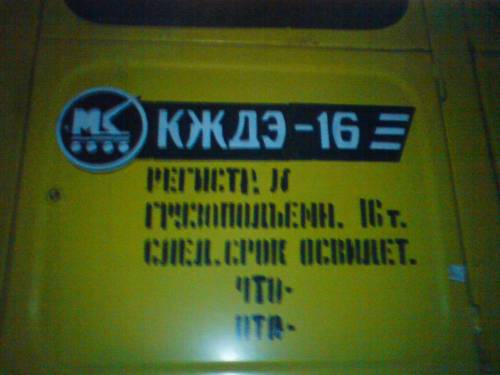 МК КЖДЭ-16
РЕГИСТР. №
ГРУЗОПОДЪЕМН. 16 т.
СЛЕД. СРОК ОСВИДЕТ.
ЧТО-
ПТО-